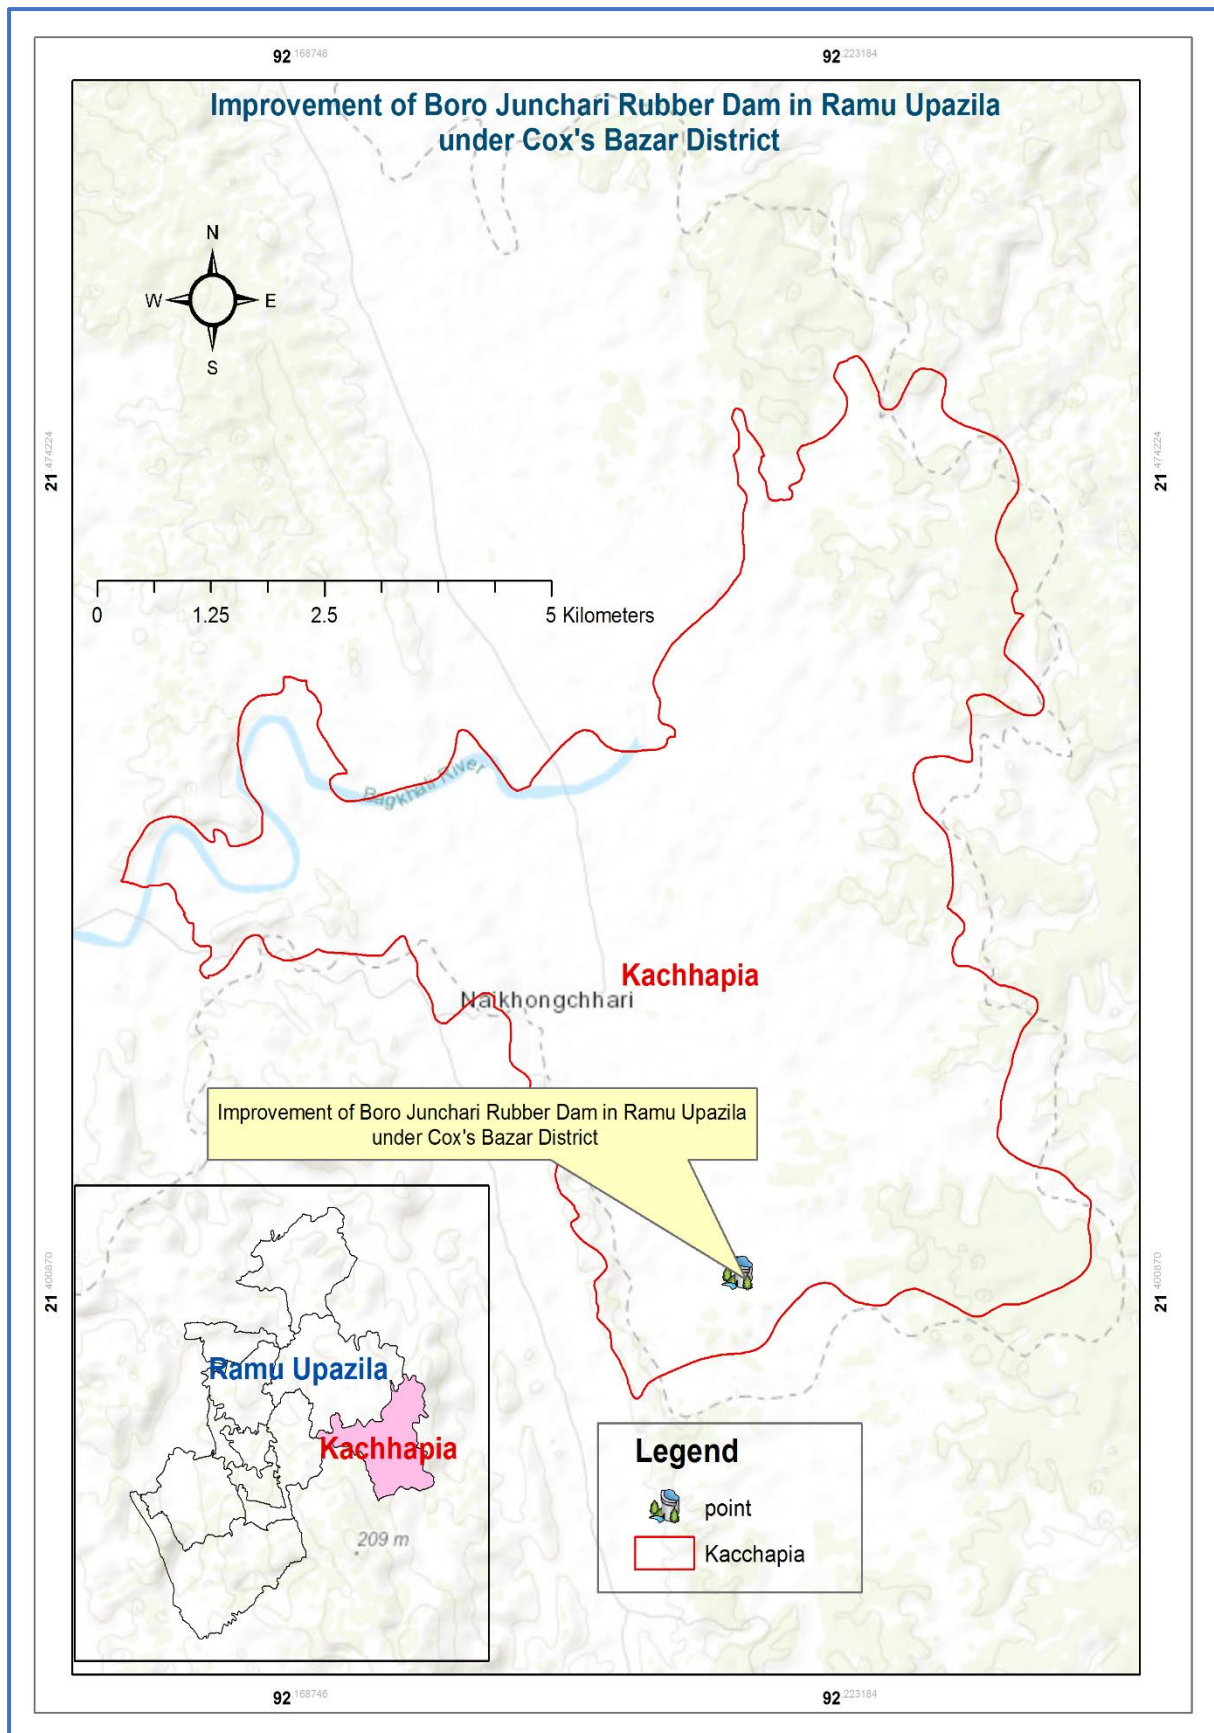 92 168746
92 223184
Improvement of Boro Junchari Rubber Dam in Ramu Upazila
under Cox's Bazar District
N
W
E
S
21 474224
21 474224
0
1.25
2.5
5 Kilometers
Bagkhali River
Kachhapia
Naikhongchhari
Improvement of Boro Junchari Rubber Dam in Ramu Upazila
under Cox's Bazar District
21 400870
21 400870
Ramu Upazila
Kachhapia
209 m
Legend
point
Kacchapia
92 168746
92 223184